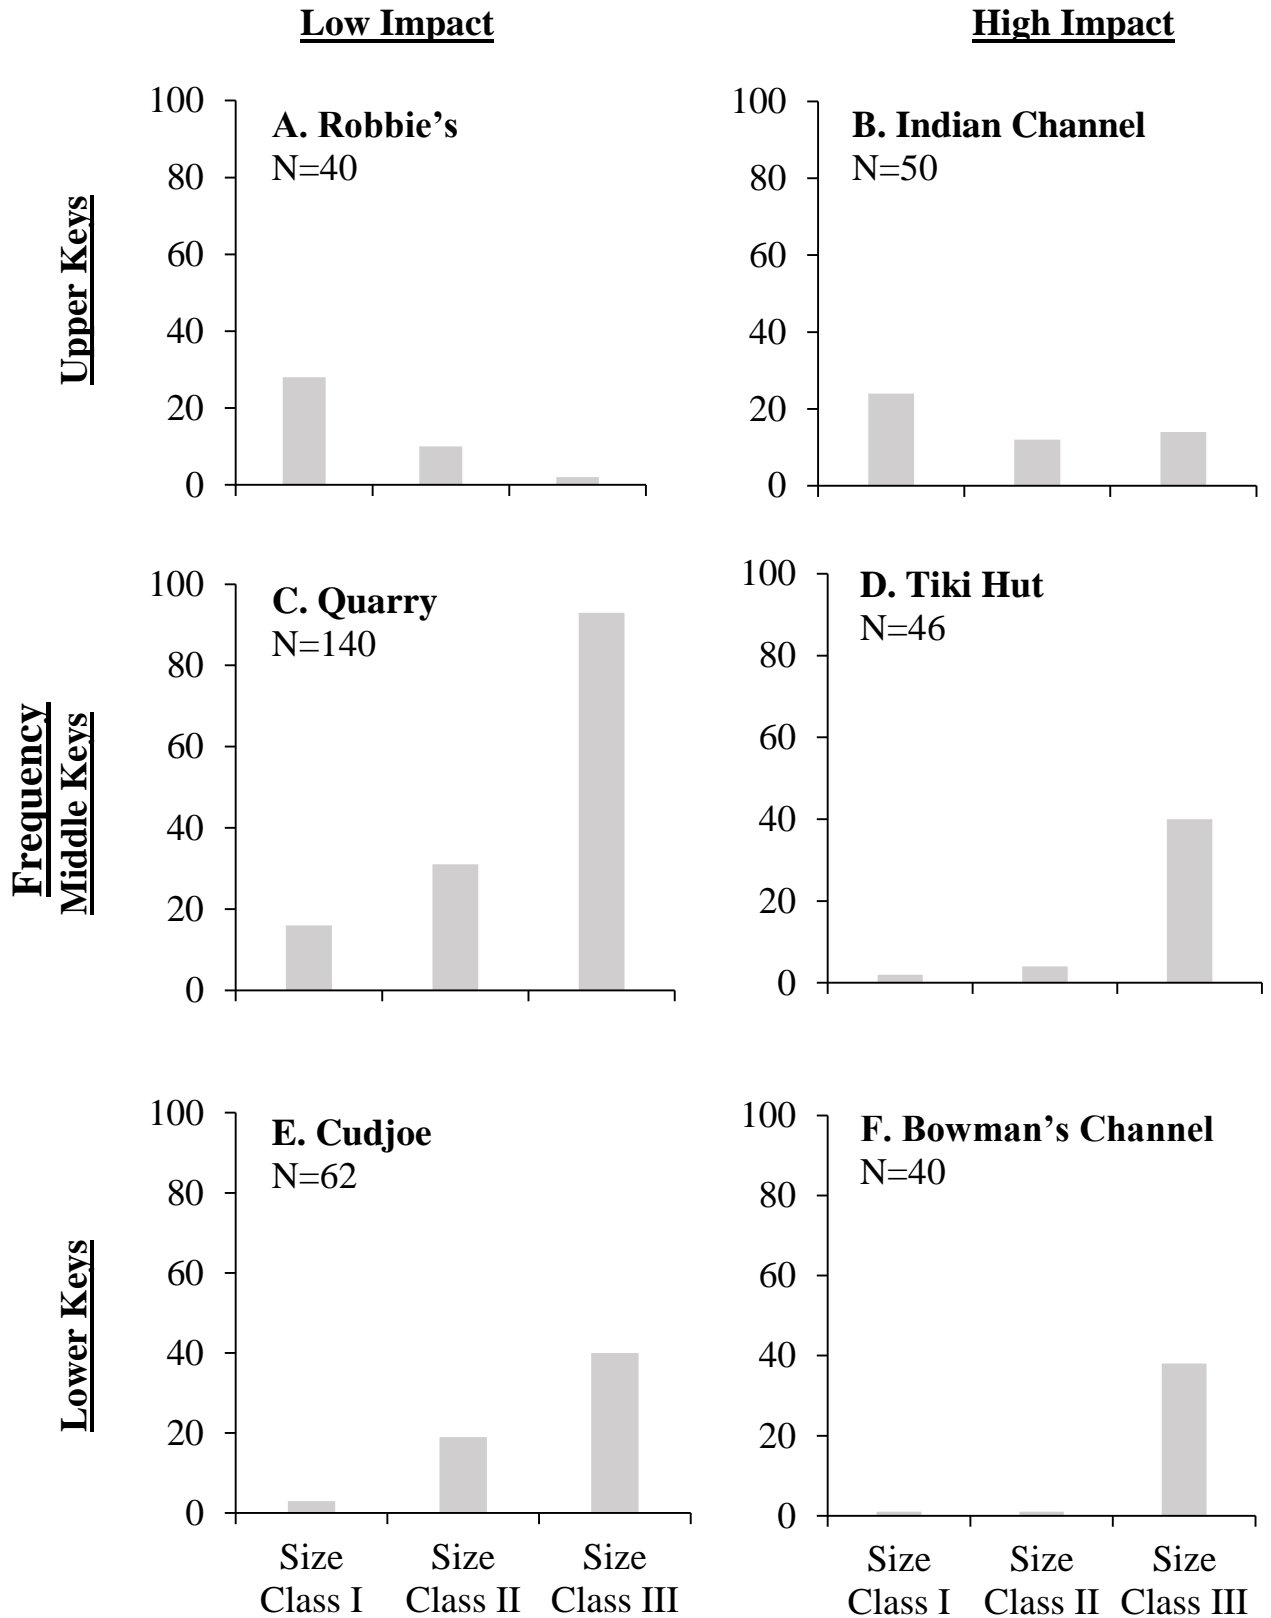 Low Impact
High Impact
Frequency
Upper Keys
100
80
60
40
20
0
A. Robbie’s
N=40
100
80
60
40
20
0
B. Indian Channel
N=50
Middle Keys
100
80
60
40
20
0
C. Quarry
N=140
100
80
60
40
20
0
D. Tiki Hut
N=46
Lower Keys
100
80
60
40
20
0
E. Cudjoe
N=62
Size
Class I
Size
Class II
Size
Class III
100
80
60
40
20
0
F. Bowman’s Channel
N=40
Size
Class I
Size
Class II
Size
Class III